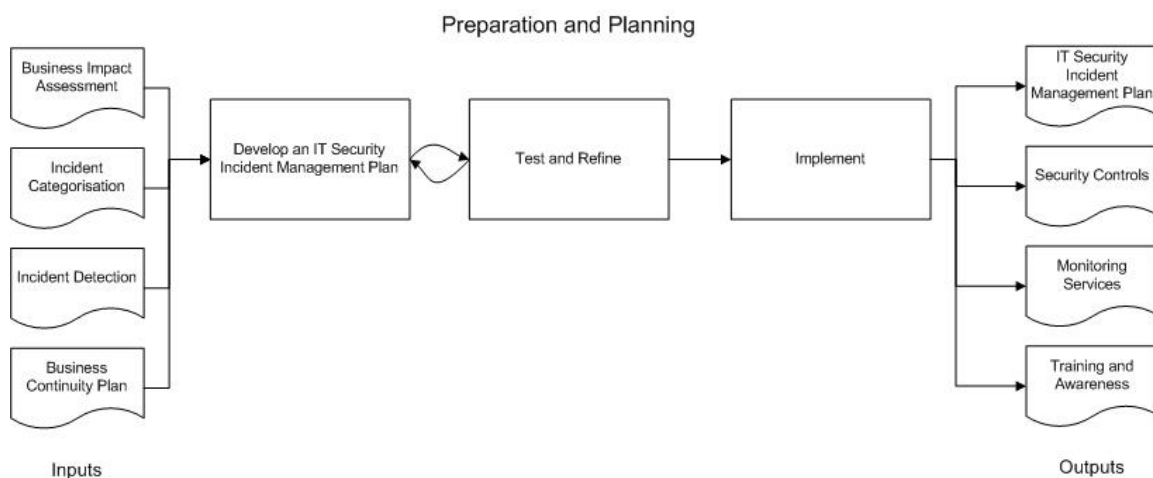 Preparation and Planning
Business Impact
Assessment
Incident
Categorisation
Incident Detection
Business
Continuity Plan
Inputs
Develop an IT Security
Incident Management Plan
Test and Refine
Implement
IT Security
Incident
Management Plan
Security Controls
Monitoring
Services
Training and
Awareness
Outputs